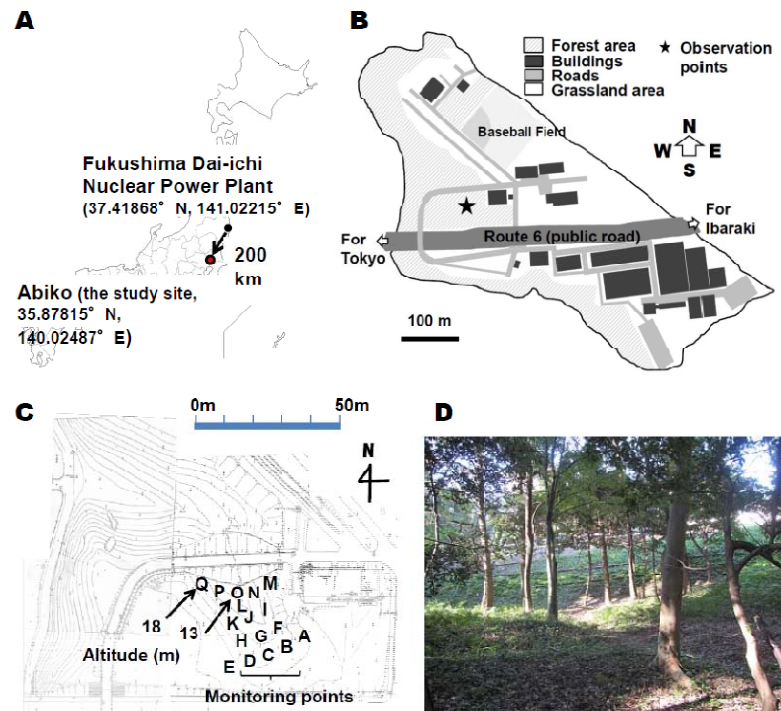 A
Fukushima Dai-ichi
Nuclear Power Plant
(37.41868° N, 141.02215° E)
200
km
Abiko (the study site,
35.87815° N,
140.02487° E)
B
Forest area
Buildings
Roads
Grassland area
★ Observation
points
Baseball Field
N
W E
S
For
Ibaraki
Route 6 (public road)
For
Tokyo
100 m
C
0m 50m
N
Q P O N M
L I
K J
H G F A
E D C B
18
13
Altitude (m)
Monitoring points
D